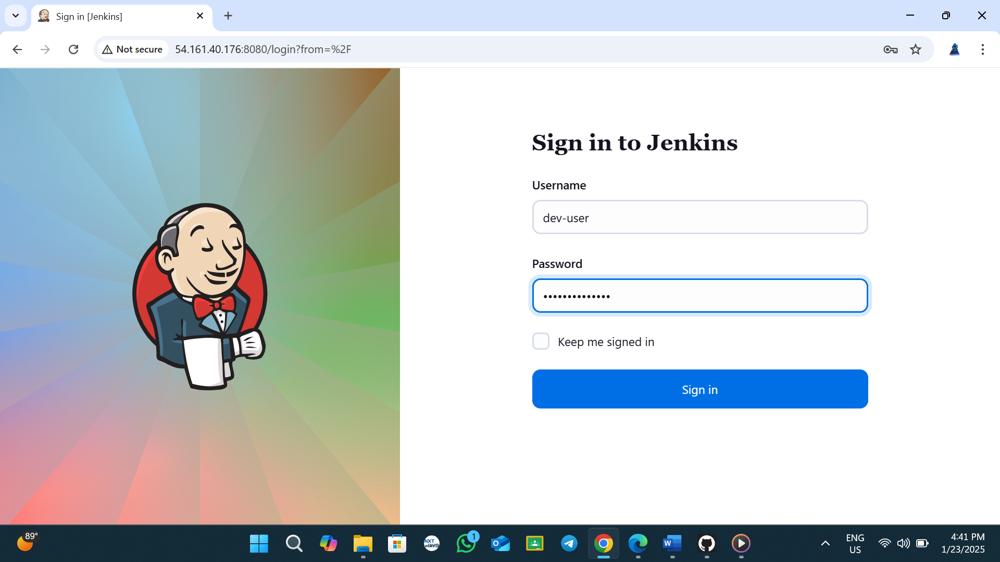 Sign in [Jenkins]
Not secure
54.161.40.176:8080/login?from=%2F
Sign in to Jenkins
Username
dev-user
Password
••••••••••••••
Keep me signed in
Sign in
89°
NXT
WAVE
1
O
W
ENG
US
4:41 PM
1/23/2025